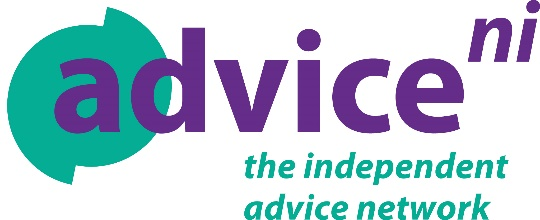 advice ni
the independent
advice network